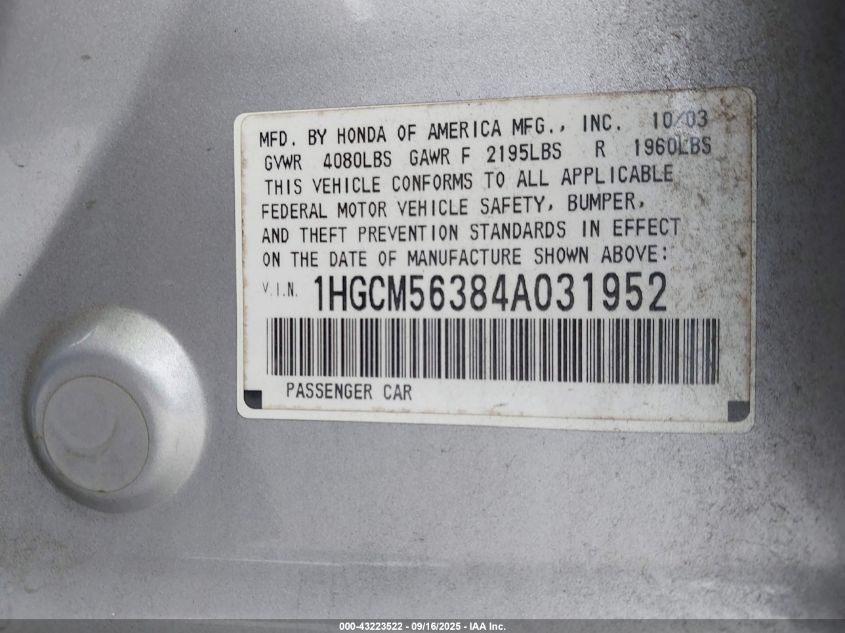 MFD. BY HONDA OF AMERICA MFG., INC. 10/03
GVWR 4080LBS GAWR F 2195LBS R 1960LBS
THIS VEHICLE CONFORMS TO ALL APPLICABLE
FEDERAL MOTOR VEHICLE SAFETY, BUMPER,
AND THEFT PREVENTION STANDARDS IN EFFECT
ON THE DATE OF MANUFACTURE SHOWN ABOVE:
V.I.N. 1HGCM56384A031952
PASSENGER CAR
000-43223522 - 09/16/2025 - IAA Inc.